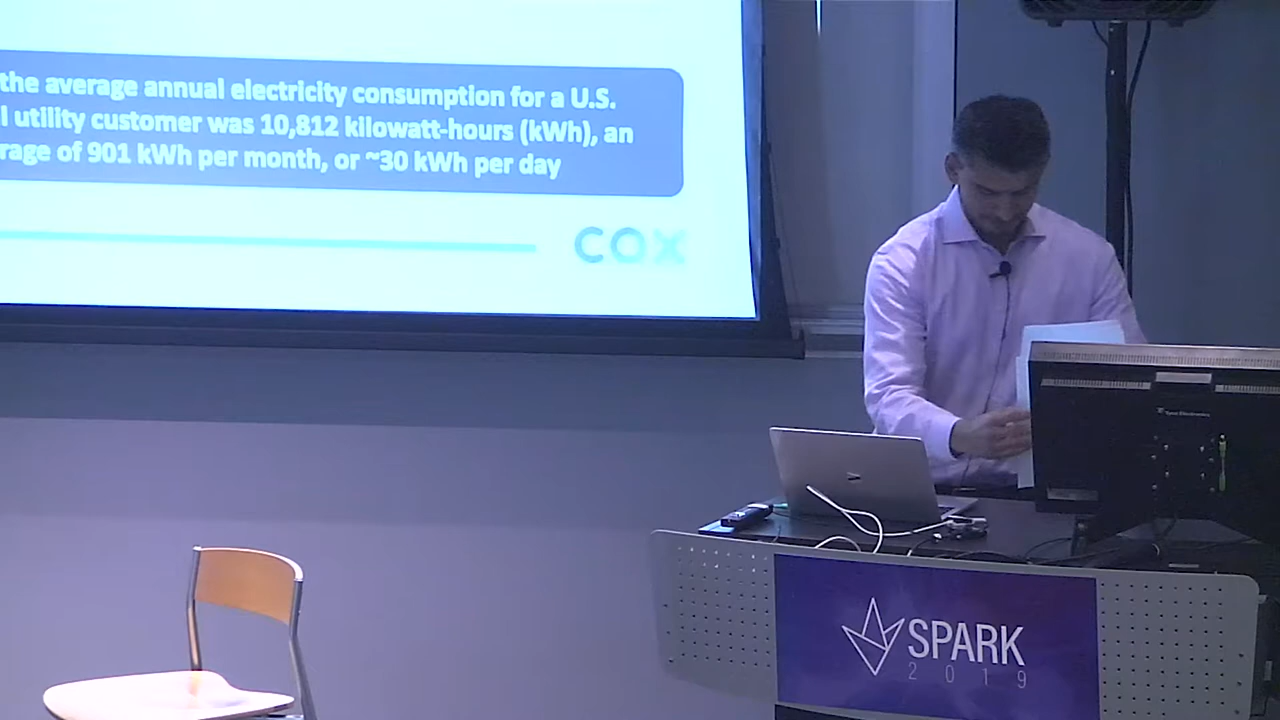 the average annual electricity consumption for a U.S.
l utility customer was 10,812 kilowatt-hours (kWh), an
rage of 901 kWh per month, or ~30 kWh per day
COX
SPARK
2019